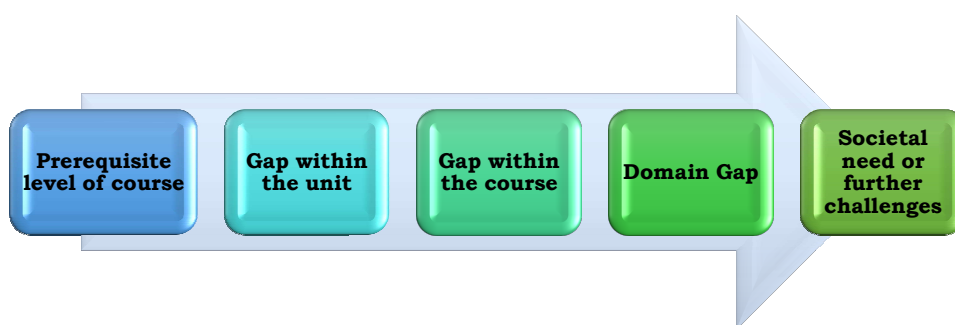 Prerequisite
level of course
Gap within
the unit
Gap within
the course
Domain Gap
Societal
need or
further
challenges